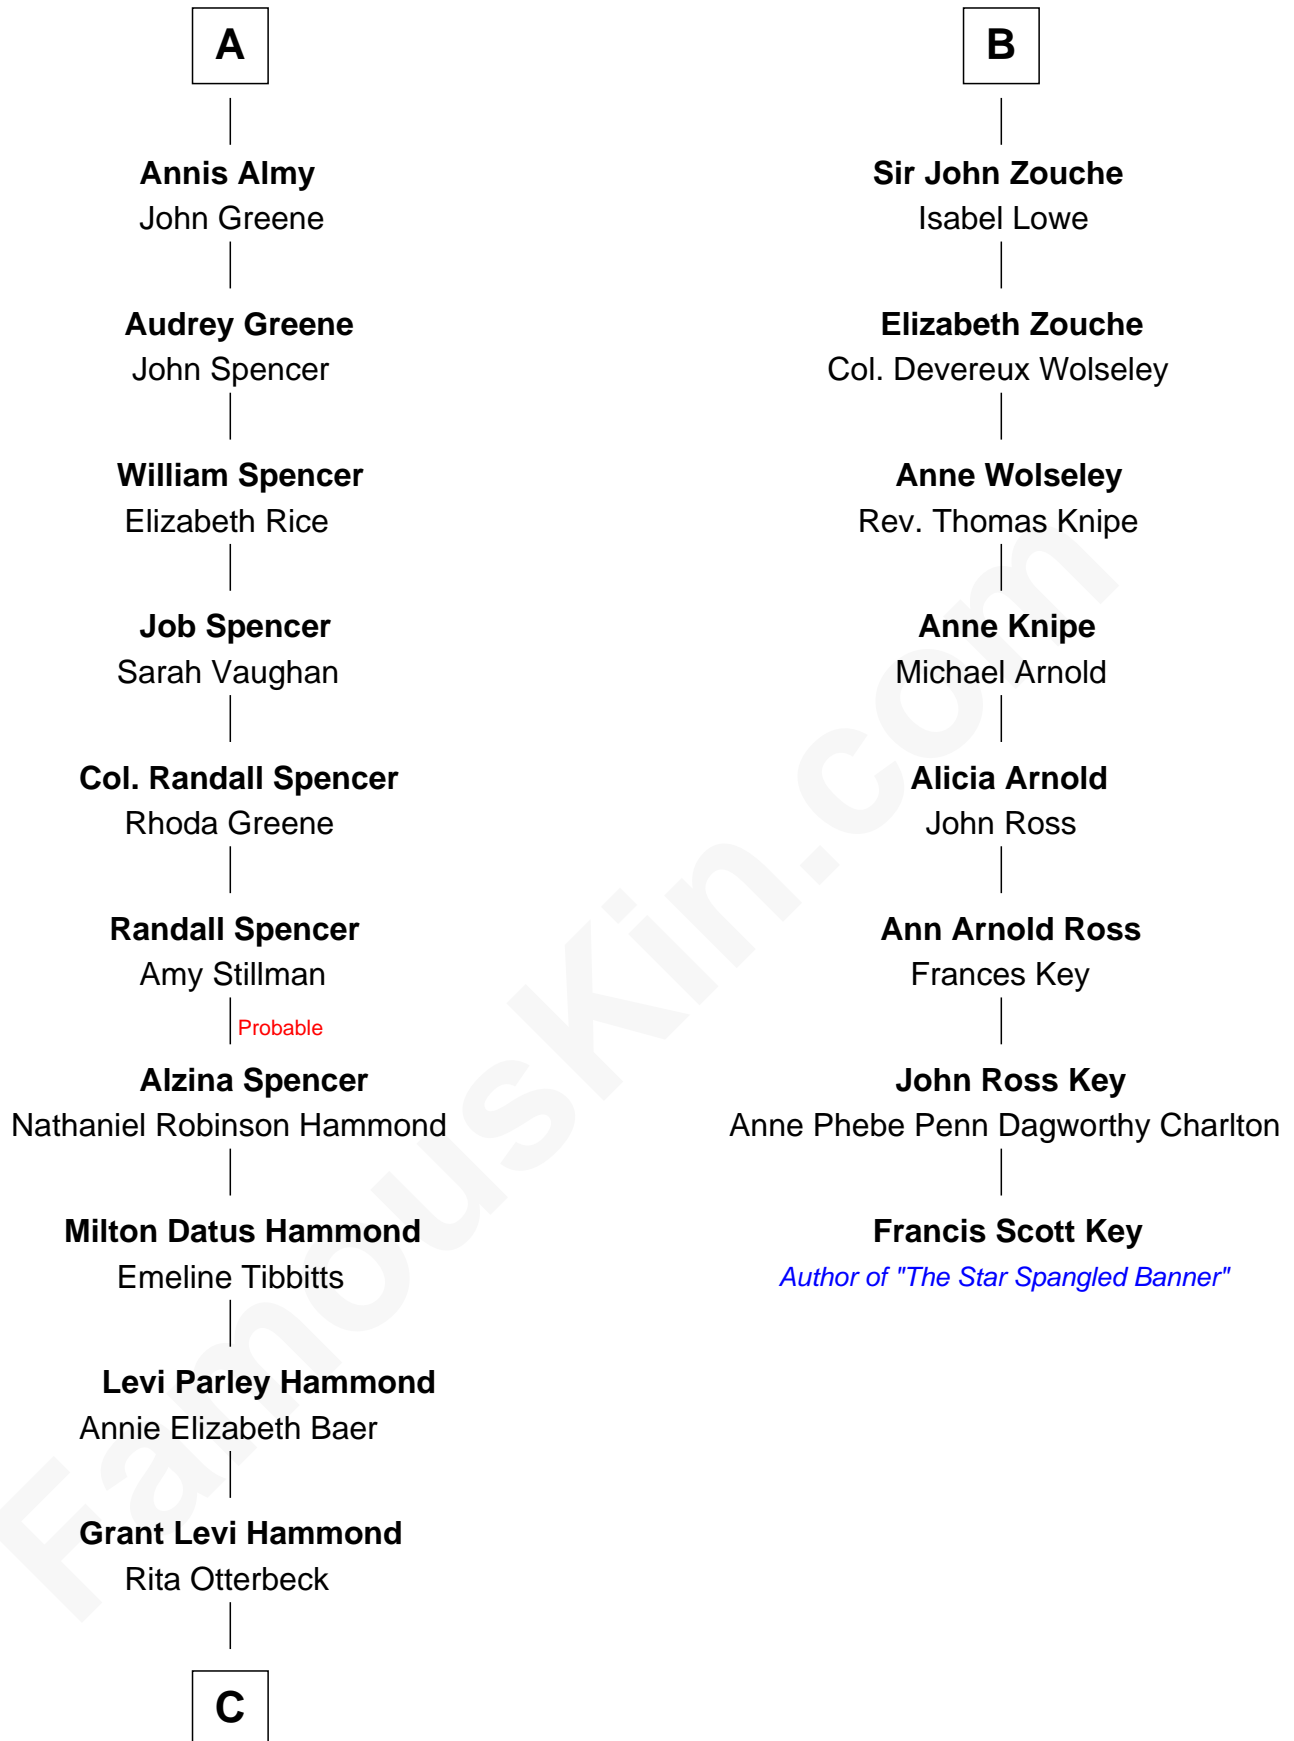 A
Annis Almy
John Greene
Audrey Greene
John Spencer
William Spencer
Elizabeth Rice
Job Spencer
Sarah Vaughan
Col. Randall Spencer
Rhoda Greene
Randall Spencer
Amy Stillman
Probable
Alzina Spencer
Nathaniel Robinson Hammond
Milton Datus Hammond
Emeline Tibbitts
Levi Parley Hammond
Annie Elizabeth Baer
Grant Levi Hammond
Rita Otterbeck
C
B
Sir John Zouche
Isabel Lowe
Elizabeth Zouche
Col. Devereux Wolseley
Anne Wolseley
Rev. Thomas Knipe
Anne Knipe
Michael Arnold
Alicia Arnold
John Ross
Ann Arnold Ross
Frances Key
John Ross Key
Anne Phebe Penn Dagworthy Charlton
Francis Scott Key
Author of "The Star Spangled Banner"
FamousKin.com